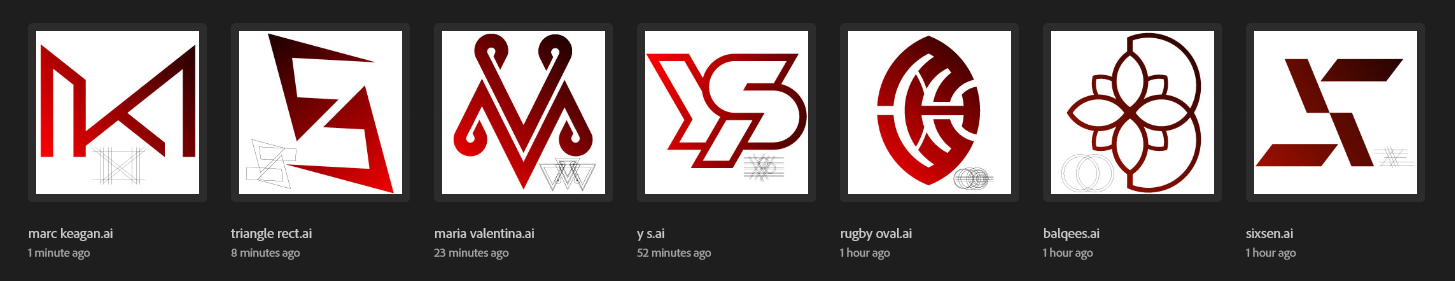 marc keagan.ai
1 minute ago
triangle rect.ai
8 minutes ago
maria valentina.ai
23 minutes ago
y s.ai
52 minutes ago
rugby oval.ai
1 hour ago
balqees.ai
1 hour ago
sixsen.ai
1 hour ago